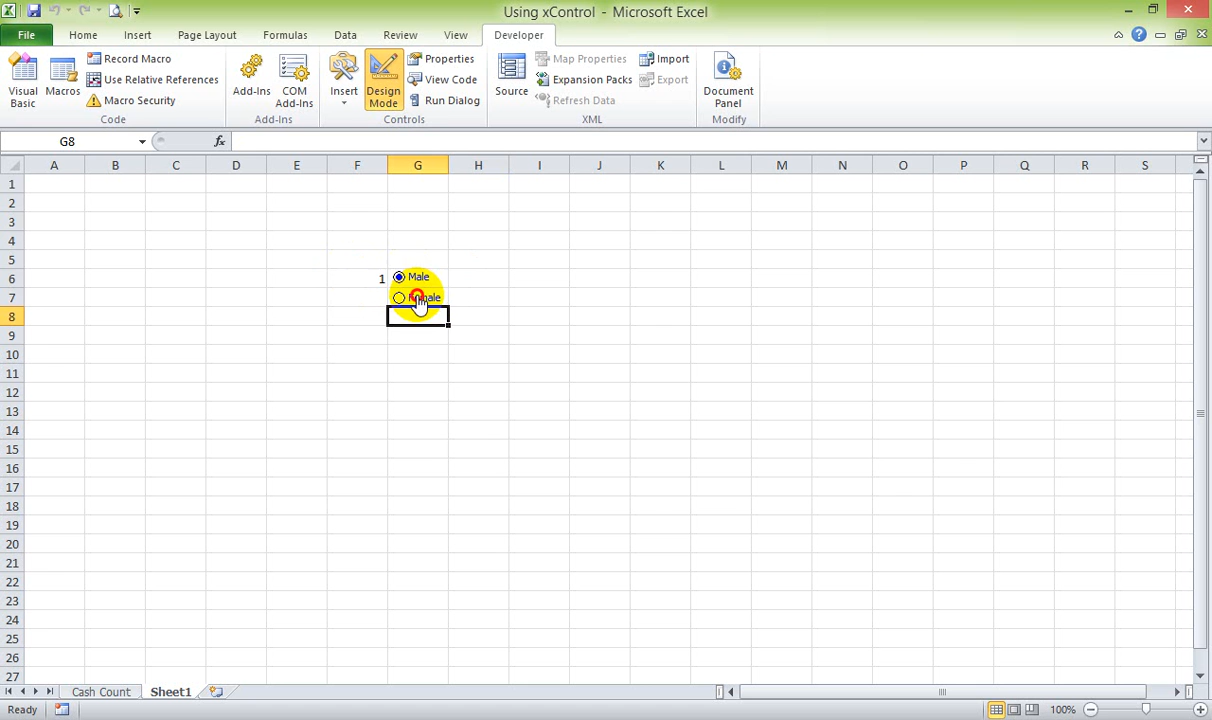 Using xControl - Microsoft Excel
File Home Insert Page Layout Formulas Data Review View Developer
Visual Basic
Macros
Record Macro
Use Relative References
Macro Security
Code
Add-Ins
COM Add-Ins
Add-Ins
Insert
Design Mode
Properties
View Code
Run Dialog
Controls
Source
Map Properties
Expansion Packs
Refresh Data
Import
Export
XML
Document Panel
Modify
G8 fx
A B C D E F G H I J K L M N O P Q R S
1
2
3
4
5
6 1 Male
7
8
9
10
11
12
13
14
15
16
17
18
19
20
21
22
23
24
25
26
27
Cash Count Sheet1
Ready 100%